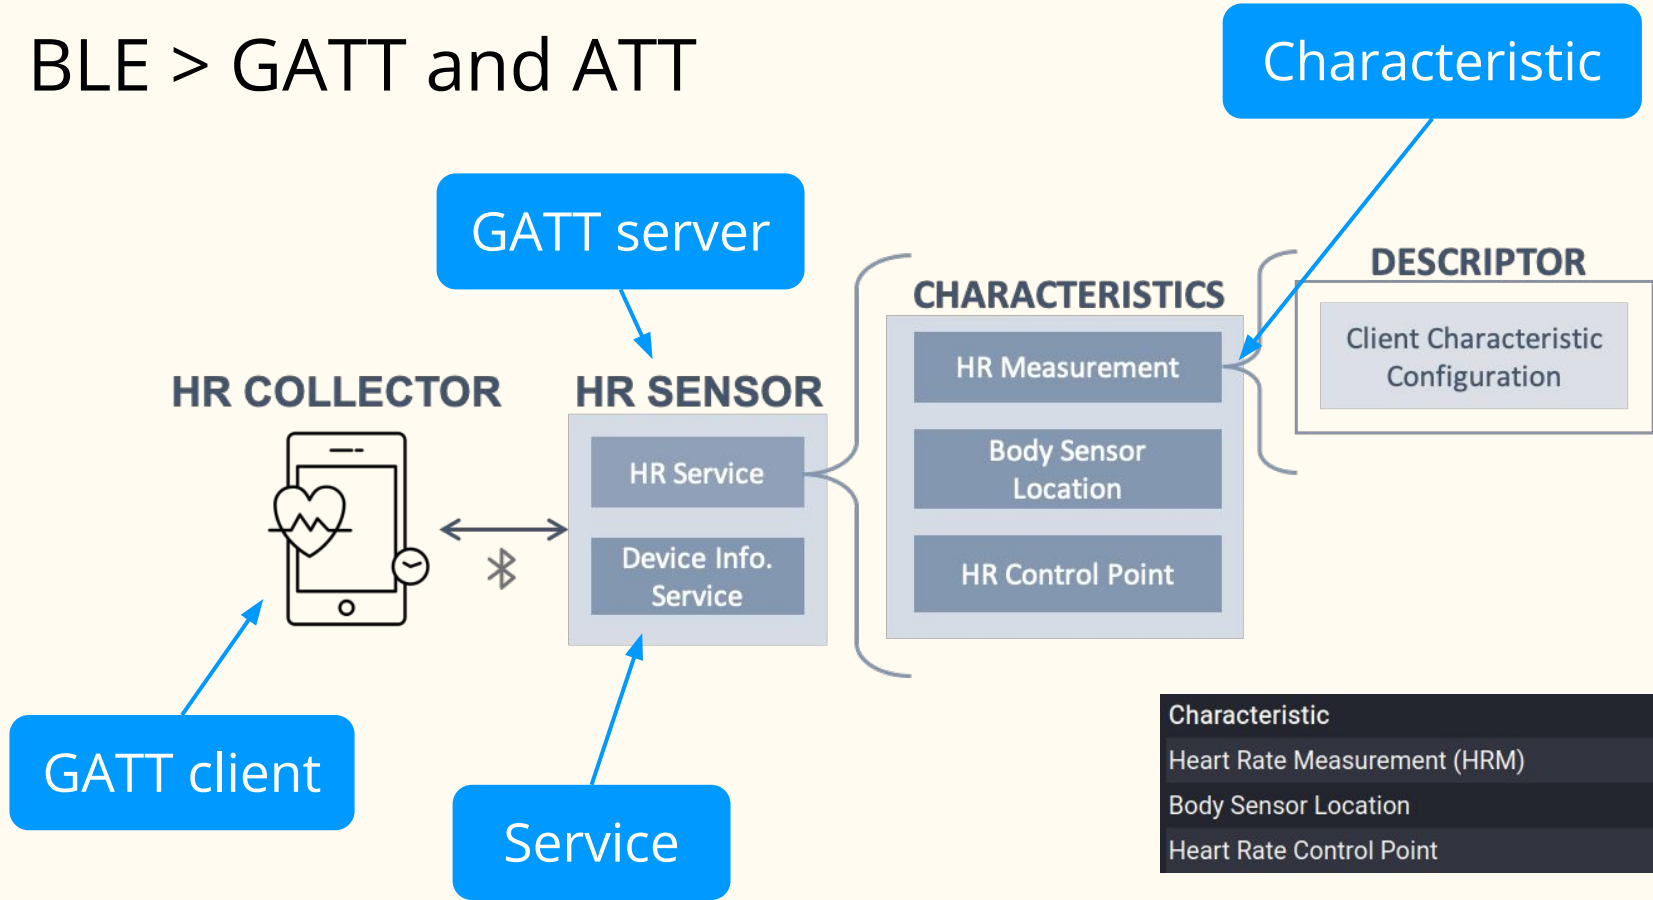 BLE > GATT and ATT
Characteristic
GATT server
HR COLLECTOR
HR SENSOR
HR Service
Device Info.
Service
CHARACTERISTICS
HR Measurement
Body Sensor
Location
HR Control Point
DESCRIPTOR
Client Characteristic
Configuration
GATT client
Service
Characteristic
Heart Rate Measurement (HRM)
Body Sensor Location
Heart Rate Control Point